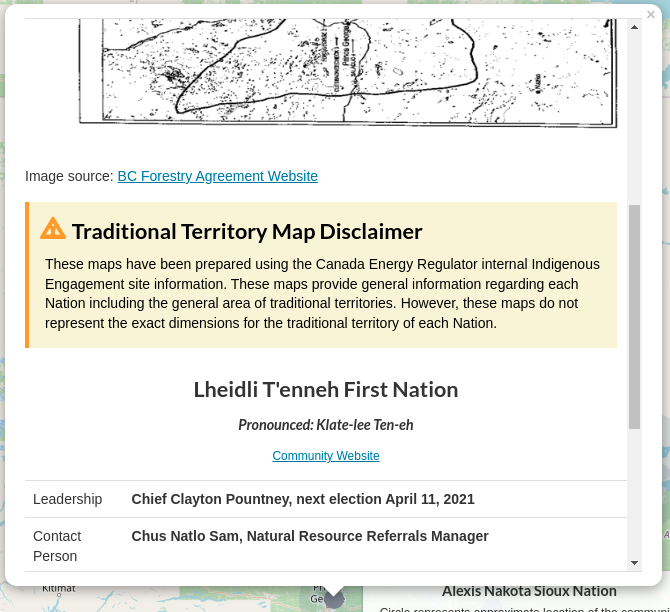 ×
Prince George
Image source: BC Forestry Agreement Website
Traditional Territory Map Disclaimer
These maps have been prepared using the Canada Energy Regulator internal Indigenous
Engagement site information. These maps provide general information regarding each
Nation including the general area of traditional territories. However, these maps do not
represent the exact dimensions for the traditional territory of each Nation.
Lheidli T'enneh First Nation
Pronounced: Klate-lee Ten-eh
Community Website
Leadership Chief Clayton Pountney, next election April 11, 2021
Contact Chus Natlo Sam, Natural Resource Referrals Manager
Person
Kitimat
Alexis Nakota Sioux Nation
Circle represents approximate location of the